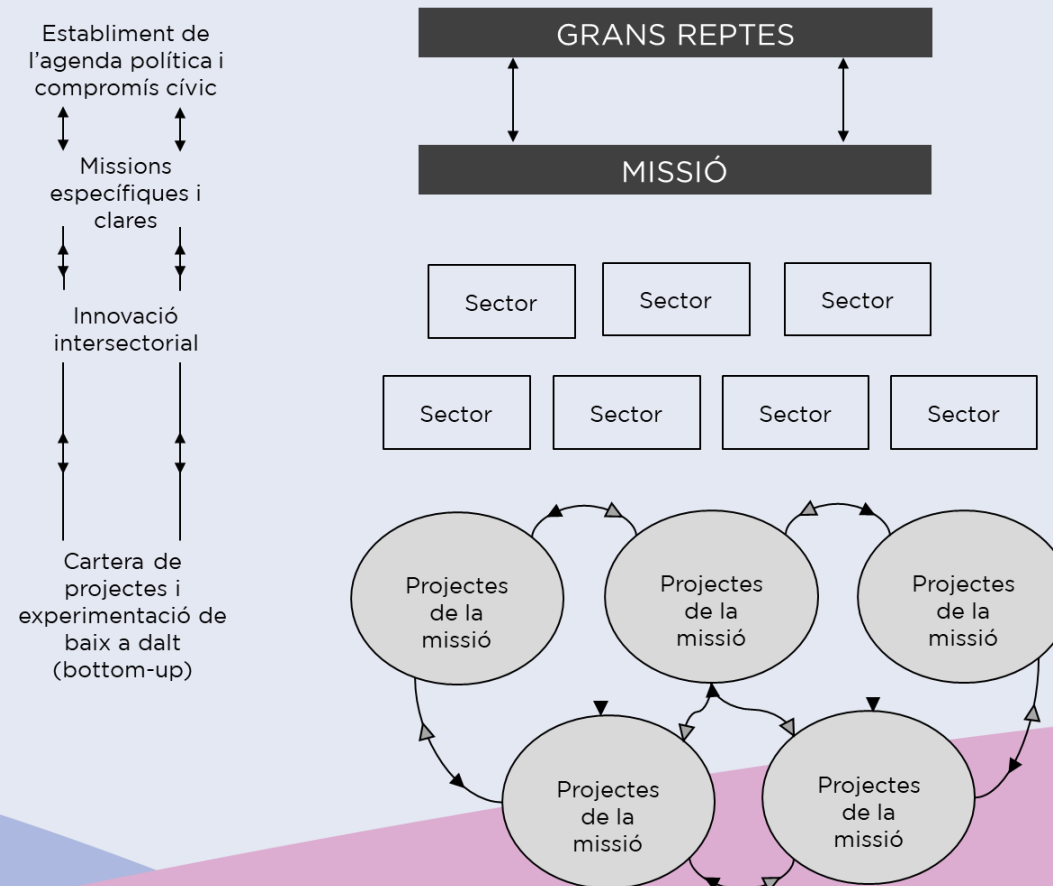 Establiment de
l'agenda política i
compromís cívic
Missions
específiques i
clares
Innovació
intersectorial
Cartera de
projectes i
experimentació de
baix a dalt
(bottom-up)
GRANS REPTES
MISSIÓ
Sector
Sector
Sector
Sector
Sector
Sector
Sector
Projectes
de la
missió
Projectes
de la
missió
Projectes
de la
missió
Projectes
de la
missió
Projectes
de la
missió